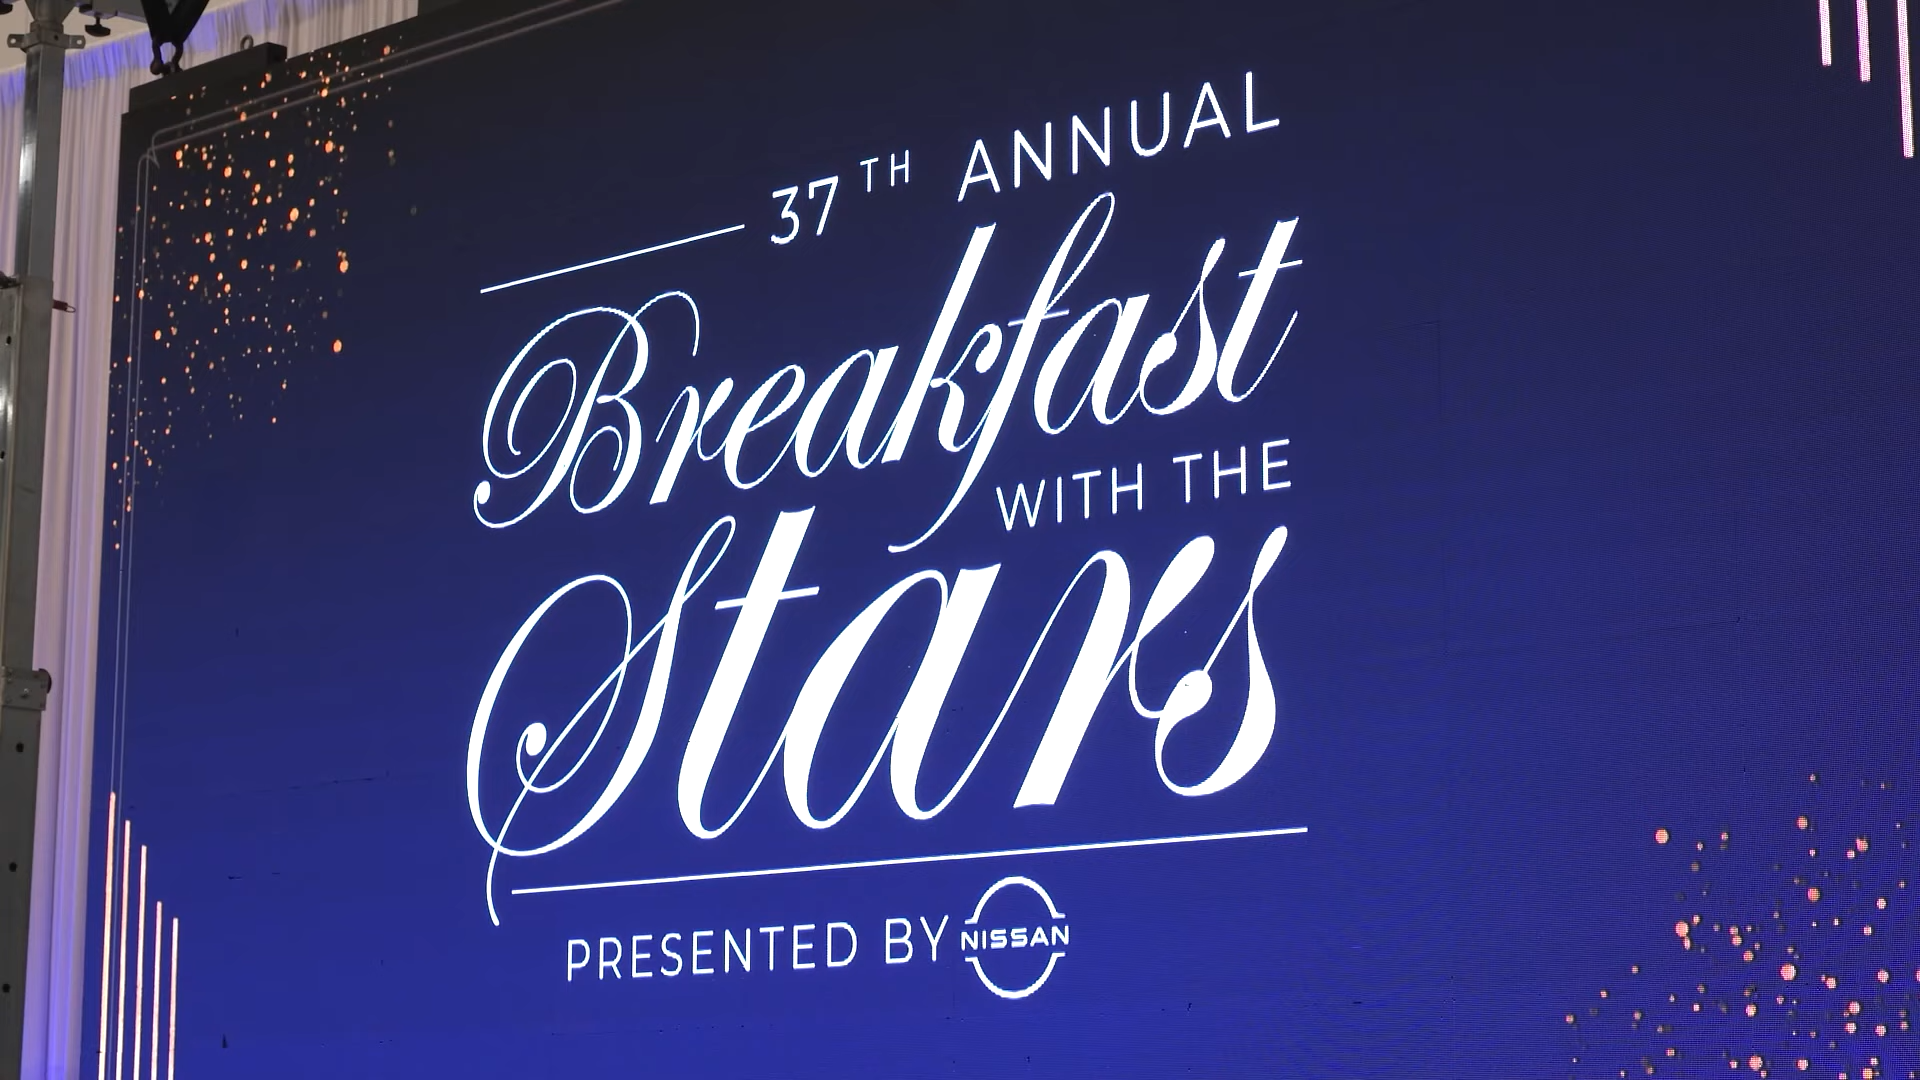 37TH ANNUAL
Breakfast
WITH THE
Stars
PRESENTED BY NISSAN